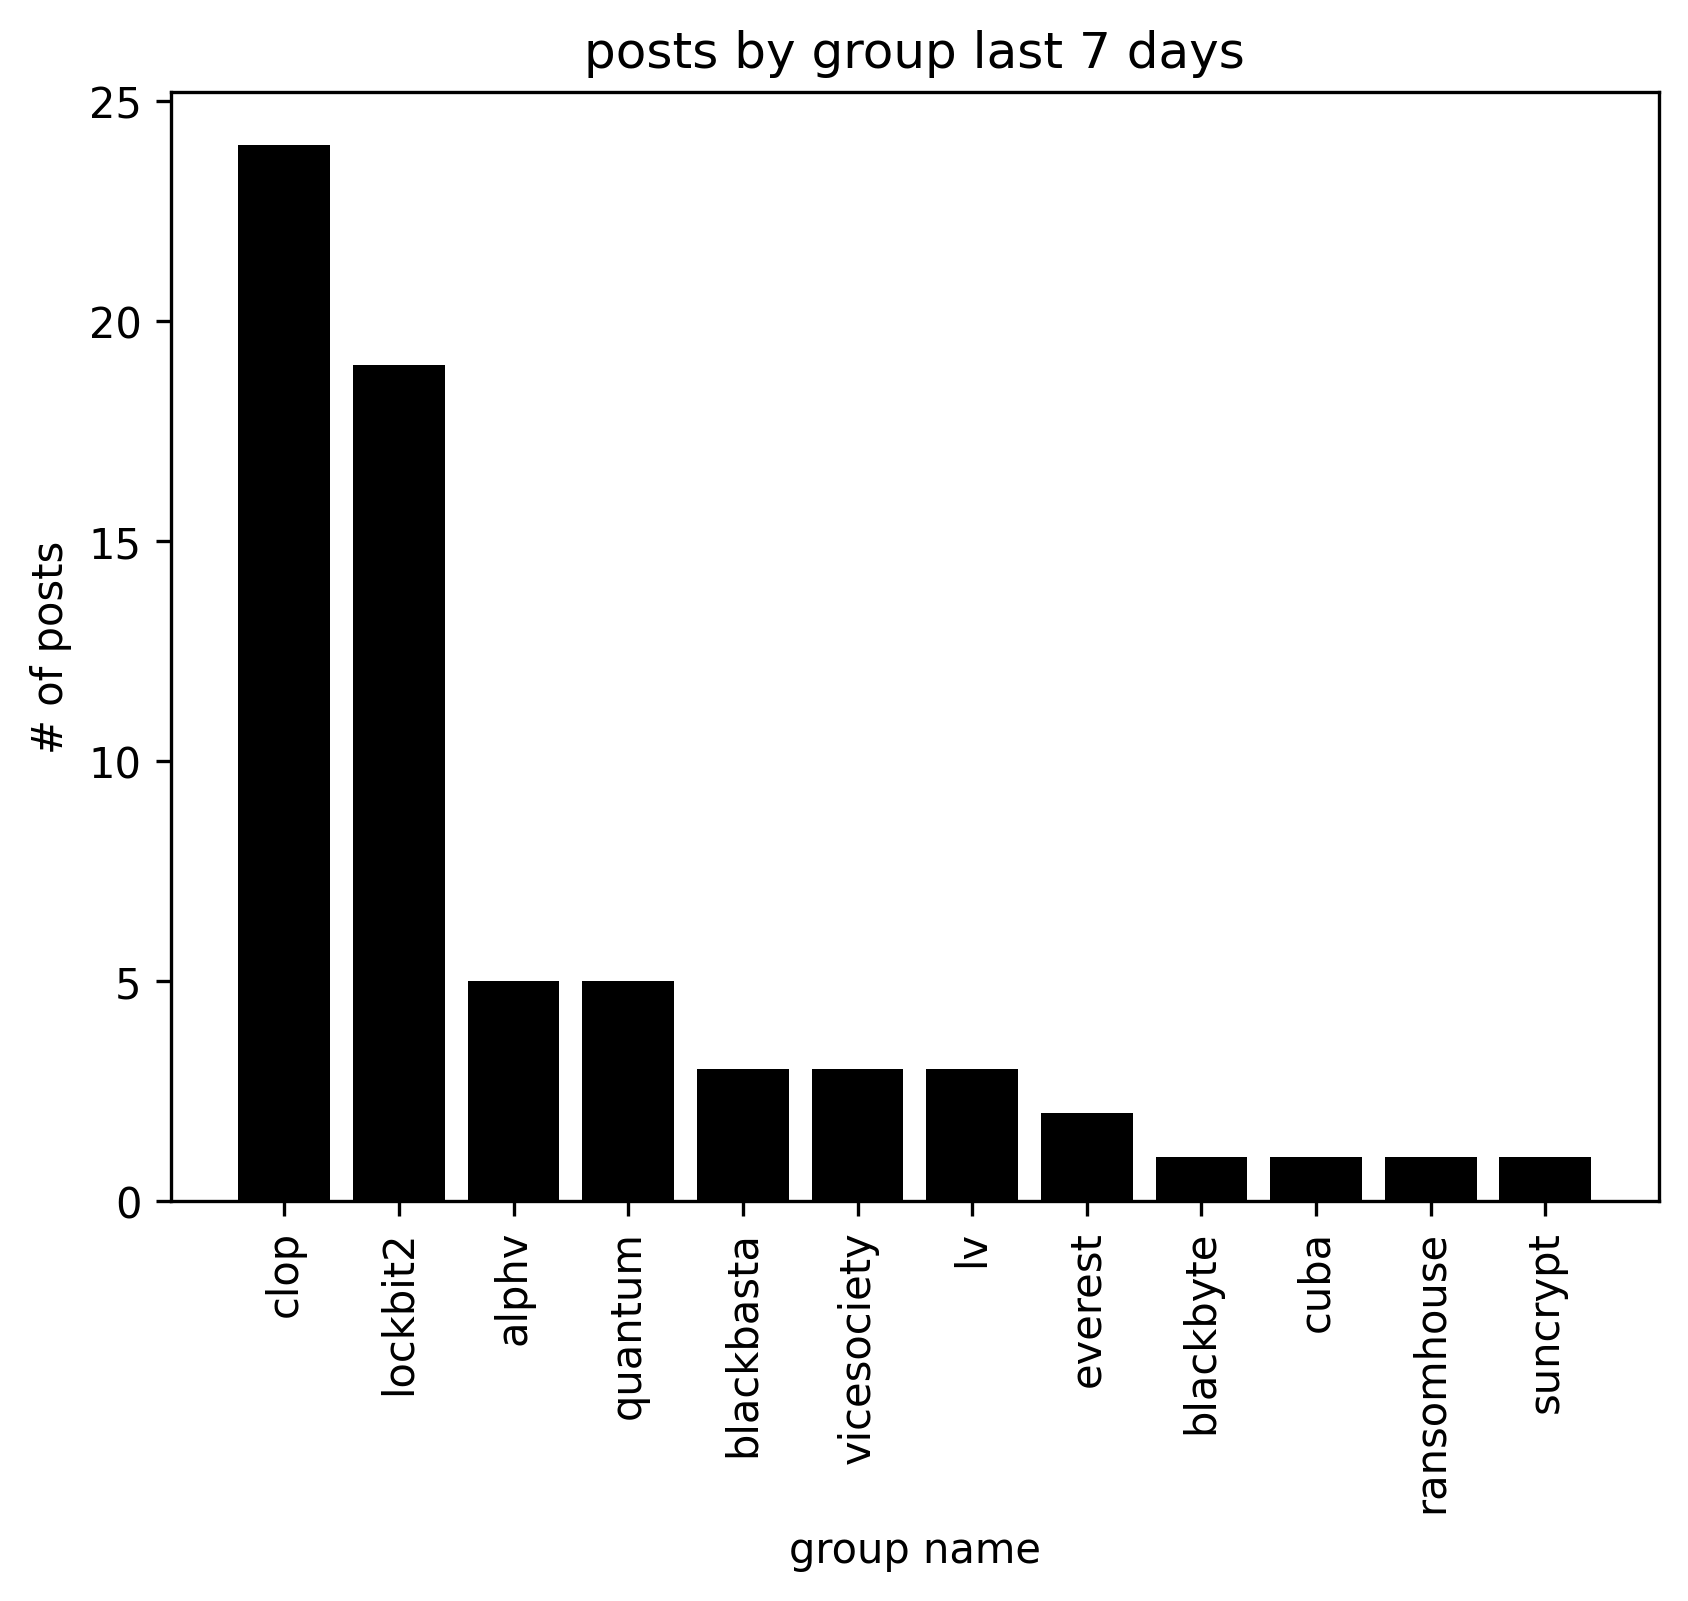 posts by group last 7 days
25
20
15
10
5
0
# of posts
clop
lockbit2
alphv
quantum
blackbasta
vicesociety
lv
everest
blackbyte
cuba
ransomhouse
suncrypt
group name